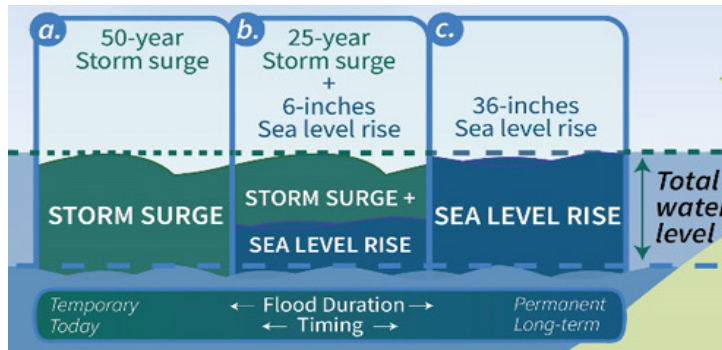 a.
50-year
Storm surge
b.
25-year
Storm surge
+
6-inches
Sea level rise
c.
36-inches
Sea level rise
STORM SURGE
STORM SURGE +
SEA LEVEL RISE
SEA LEVEL RISE
Total
water
level
Temporary
Today
← Flood Duration →
← Timing →
Permanent
Long-term